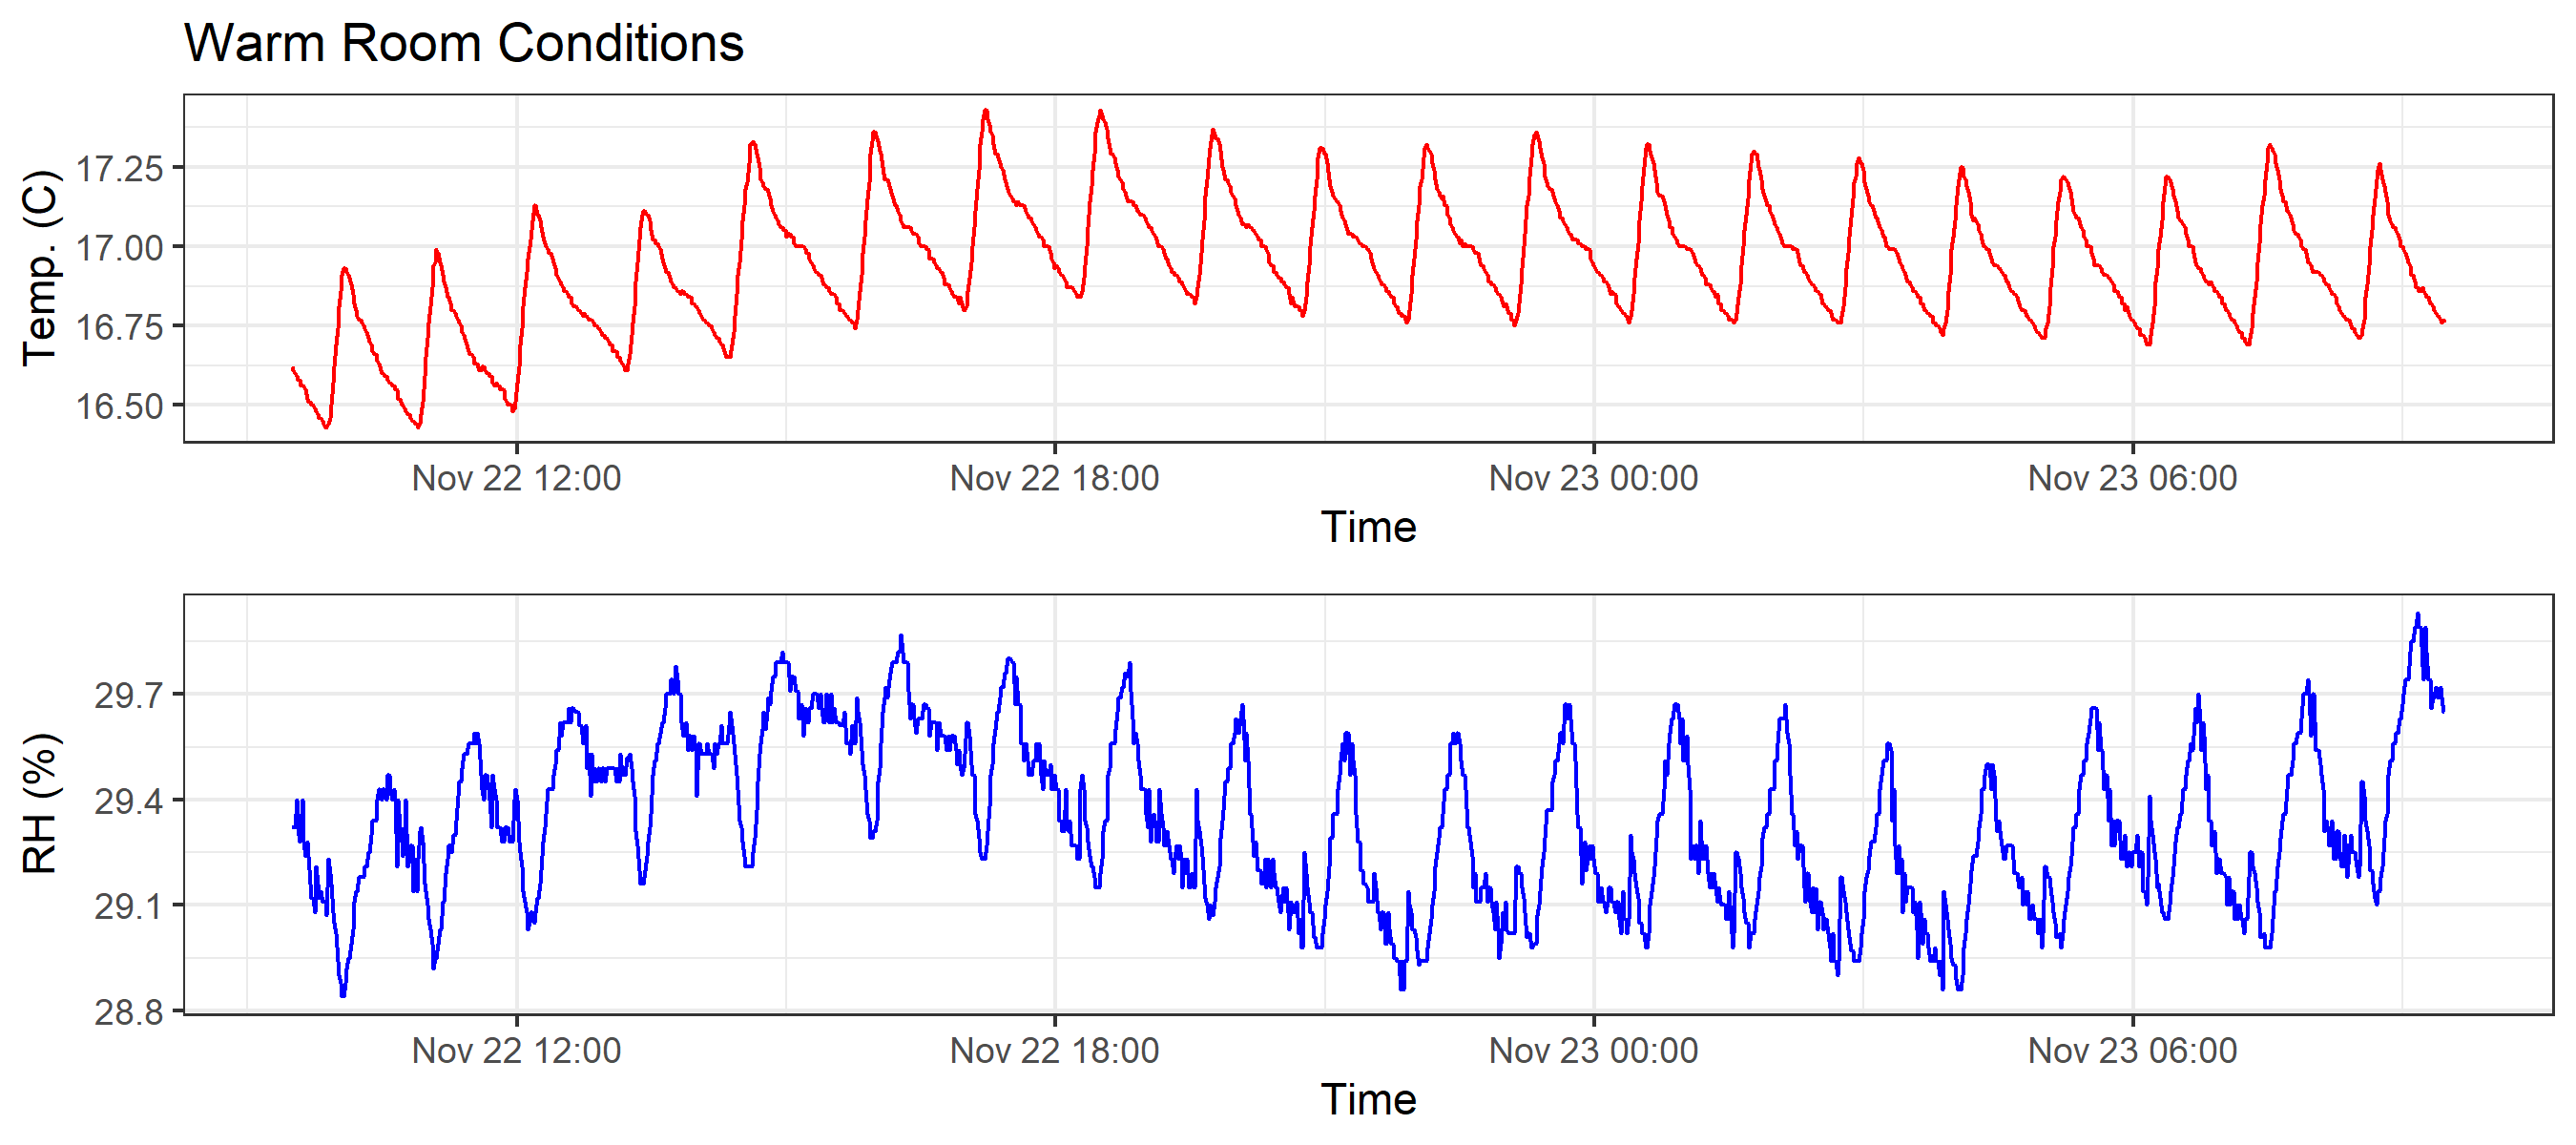 Warm Room Conditions
Temp. (C)
17.25
17.00
16.75
16.50
Nov 22 12:00 Nov 22 18:00 Nov 23 00:00 Nov 23 06:00
Time
RH (%)
29.7
29.4
29.1
28.8
Nov 22 12:00 Nov 22 18:00 Nov 23 00:00 Nov 23 06:00
Time